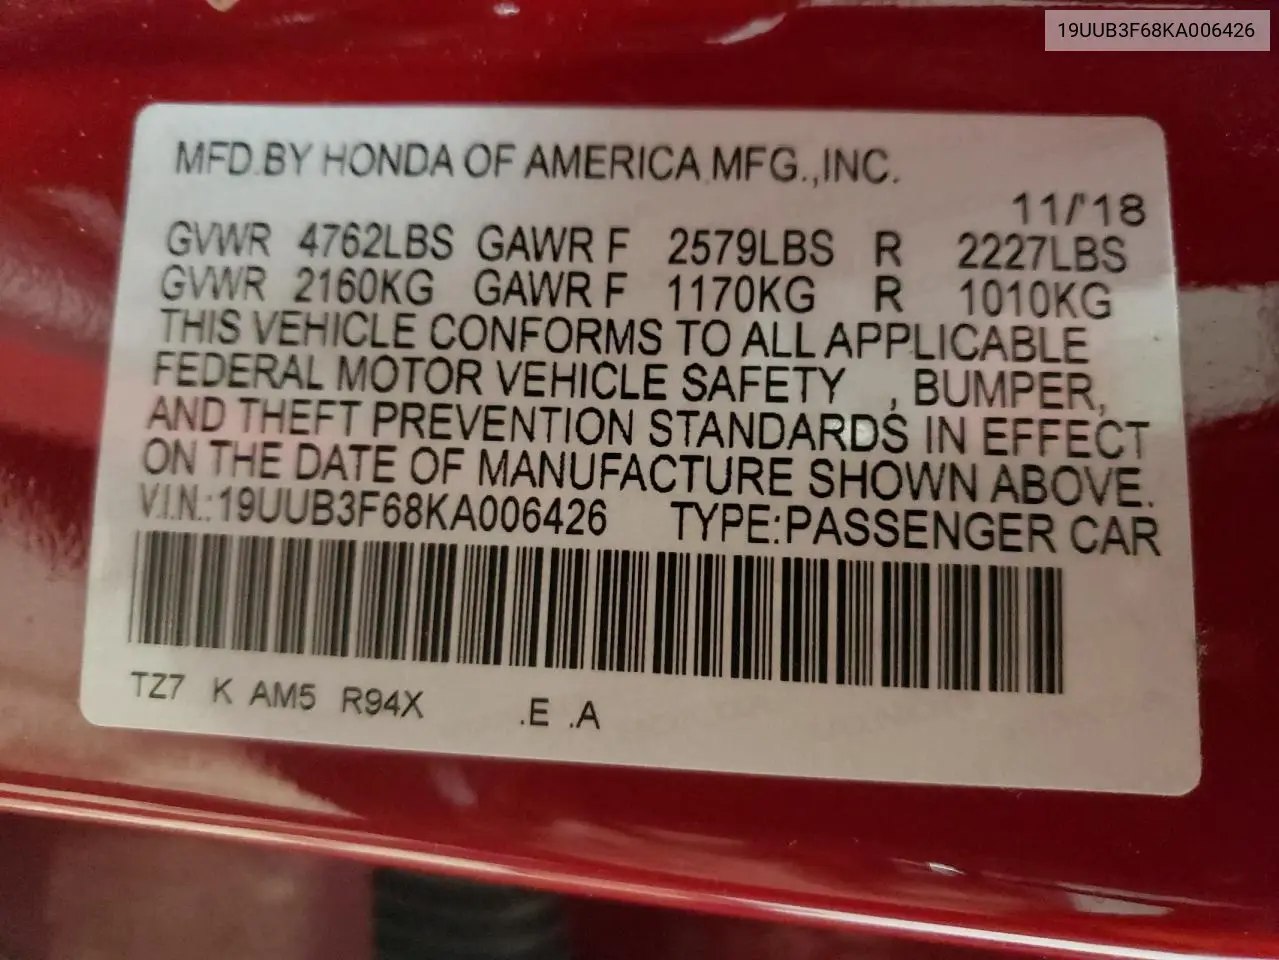 19UUB3F68KA006426
MFD.BY HONDA OF AMERICA MFG.,INC.
11/'18
GVWR 4762LBS GAWR F 2579LBS R 2227LBS
GVWR 2160KG GAWR F 1170KG R 1010KG
THIS VEHICLE CONFORMS TO ALL APPLICABLE
FEDERAL MOTOR VEHICLE SAFETY , BUMPER,
AND THEFT PREVENTION STANDARDS IN EFFECT
ON THE DATE OF MANUFACTURE SHOWN ABOVE.
V.I.N.:19UUB3F68KA006426 TYPE:PASSENGER CAR
TZ7 K AM5 R94X .E .A